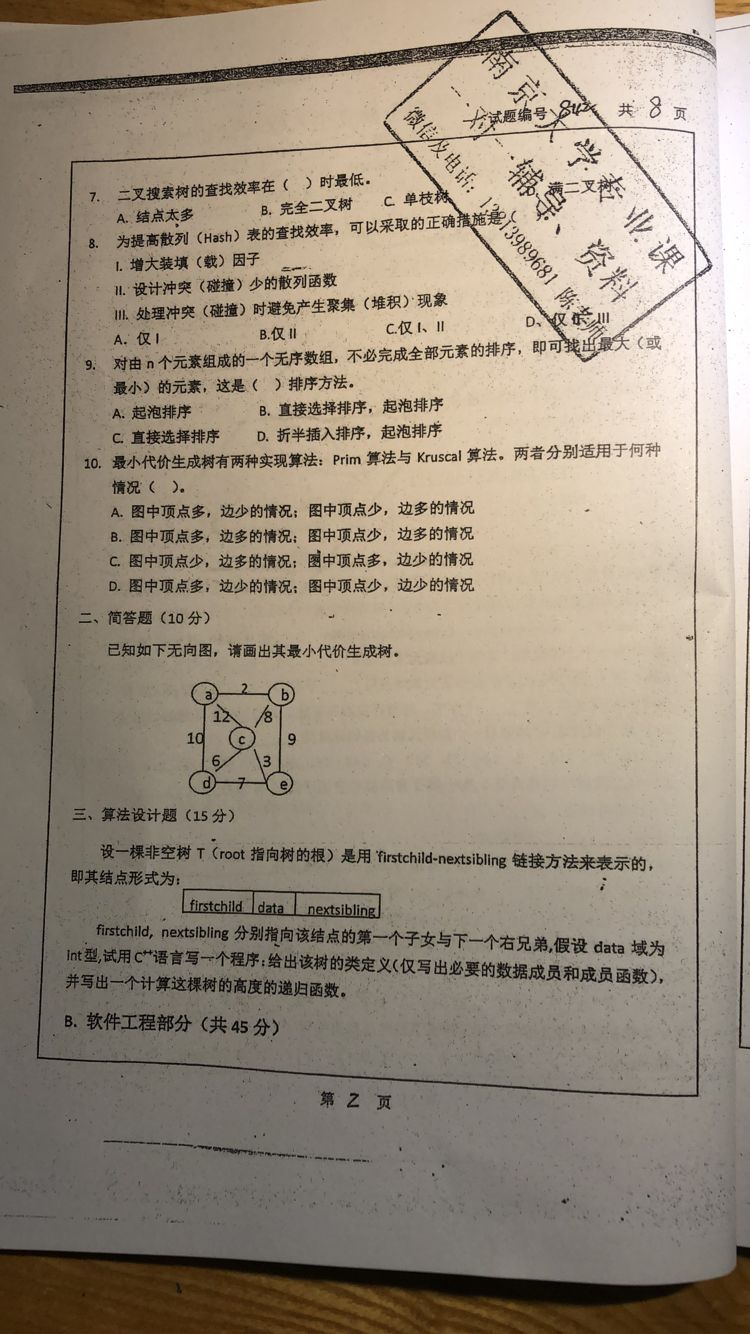 南京大学专业课
一对一辅导、资料
陈老师
试题编号 842 共 8 页
7. 二叉搜索树的查找效率在（ ）时最低。
A. 结点太多 B. 完全二叉树 C. 单枝树 D. 满二叉树
8. 为提高散列（Hash）表的查找效率，可以采取的正确措施是
I. 增大装填（载）因子
II. 设计冲突（碰撞）少的散列函数
III. 处理冲突（碰撞）时避免产生聚集（堆积）现象
A. 仅 I B.仅 II C.仅 I、II D、仅 II、III
9. 对由 n 个元素组成的一个无序数组，不必完成全部元素的排序，即可找出最大（或
最小）的元素，这是（ ）排序方法。
A. 起泡排序 B. 直接选择排序，起泡排序
C. 直接选择排序 D. 折半插入排序，起泡排序
10. 最小代价生成树有两种实现算法：Prim 算法与 Kruscal 算法。两者分别适用于何种
情况（ ）。
A. 图中顶点多，边少的情况；图中顶点少，边多的情况
B. 图中顶点多，边多的情况；图中顶点少，边多的情况
C. 图中顶点少，边多的情况；图中顶点多，边少的情况
D. 图中顶点多，边少的情况；图中顶点少，边少的情况
二、简答题（10 分）
已知如下无向图，请画出其最小代价生成树。
a 2 b
12 8
10 c 9
6 3
d 7 e
三、算法设计题（15 分）
设一棵非空树 T（root 指向树的根）是用 firstchild-nextsibling 链接方法来表示的，
即其结点形式为：
firstchild data nextsibling
firstchild, nextsibling 分别指向该结点的第一个子女与下一个右兄弟,假设 data 域为
int 型,试用 C++语言写一个程序:给出该树的类定义(仅写出必要的数据成员和成员函数),
并写出一个计算这棵树的高度的递归函数。
B. 软件工程部分（共 45 分）
第 2 页